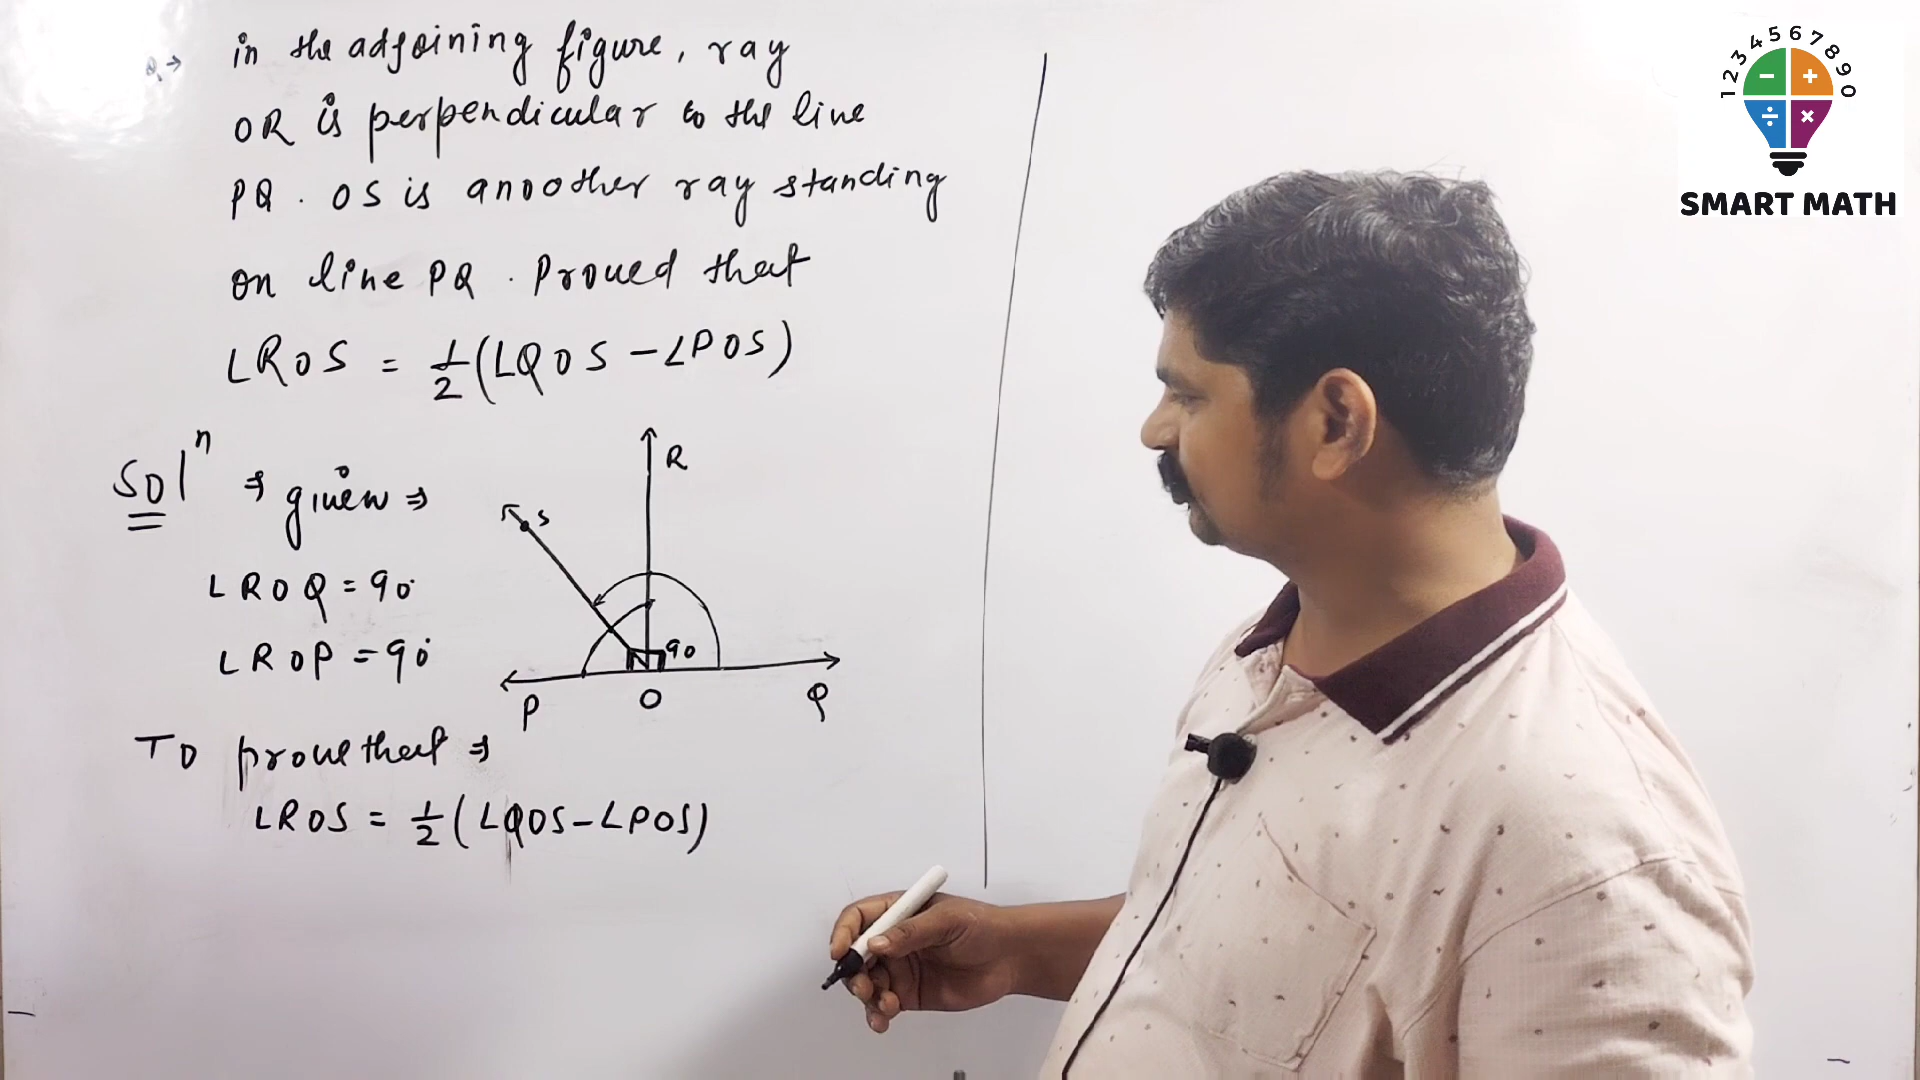 Q. → in the adjoining figure, ray
OR is perpendicular to the line
PQ. OS is anoother ray standing
on line PQ. Proved that
∠ROS = 1/2 (∠QOS - ∠POS)
Solⁿ ⇒ given ⇒
∠ROQ = 90°
∠ROP = 90°
R
S
90
P
O
Q
To prove that ⇒
∠ROS = 1/2 (∠QOS - ∠POS)
1234567890
- +
÷ ×
SMART MATH